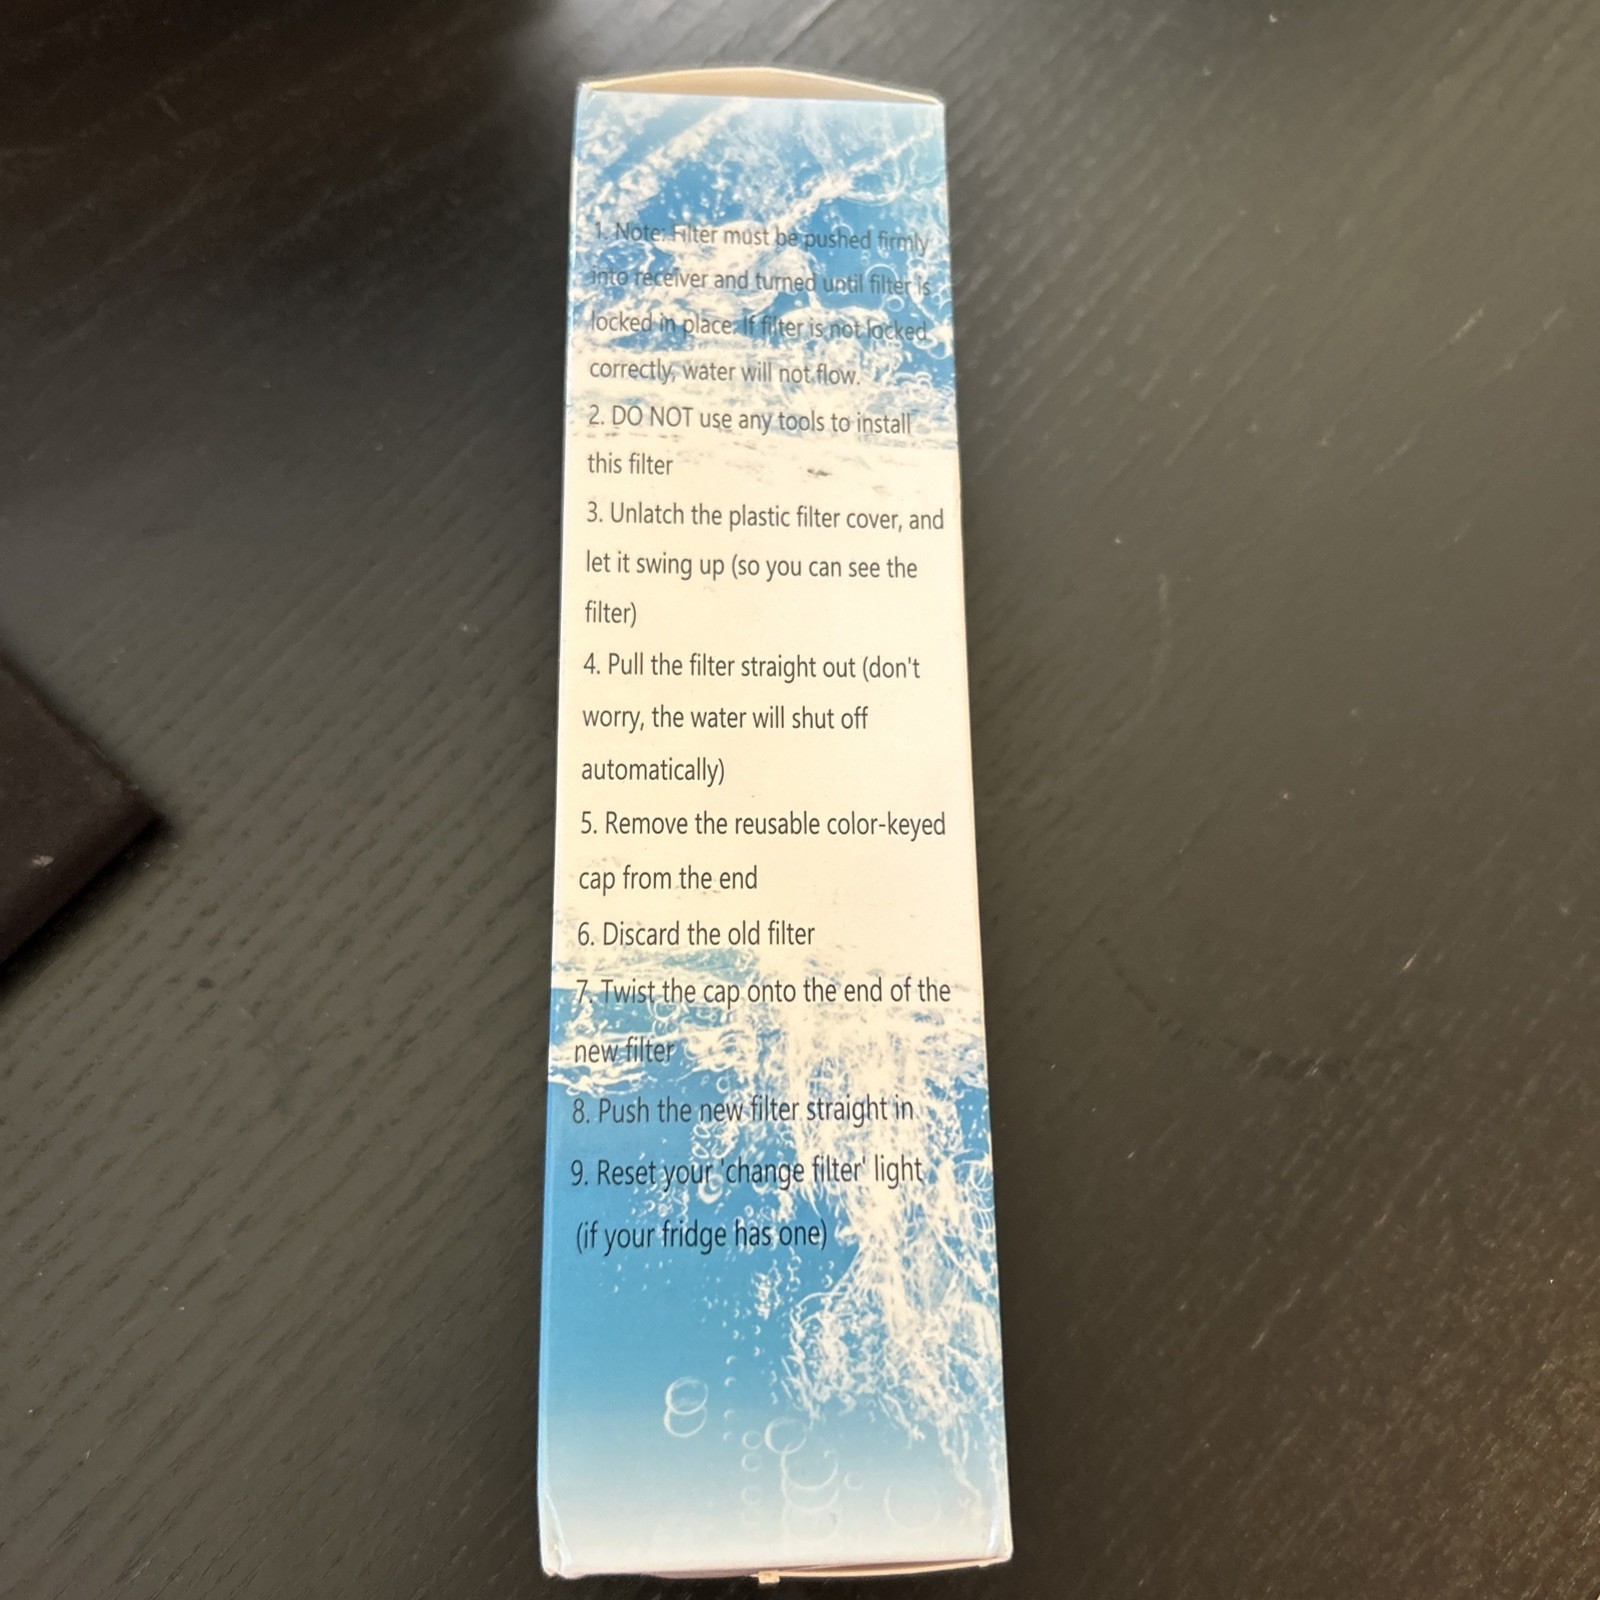 1. Note: Filter must be pushed firmly
into receiver and turned until filter is
locked in place. If filter is not locked
correctly, water will not flow.
2. DO NOT use any tools to install
this filter
3. Unlatch the plastic filter cover, and
let it swing up (so you can see the
filter)
4. Pull the filter straight out (don't
worry, the water will shut off
automatically)
5. Remove the reusable color-keyed
cap from the end
6. Discard the old filter
7. Twist the cap onto the end of the
new filter
8. Push the new filter straight in
9. Reset your 'change filter' light
(if your fridge has one)